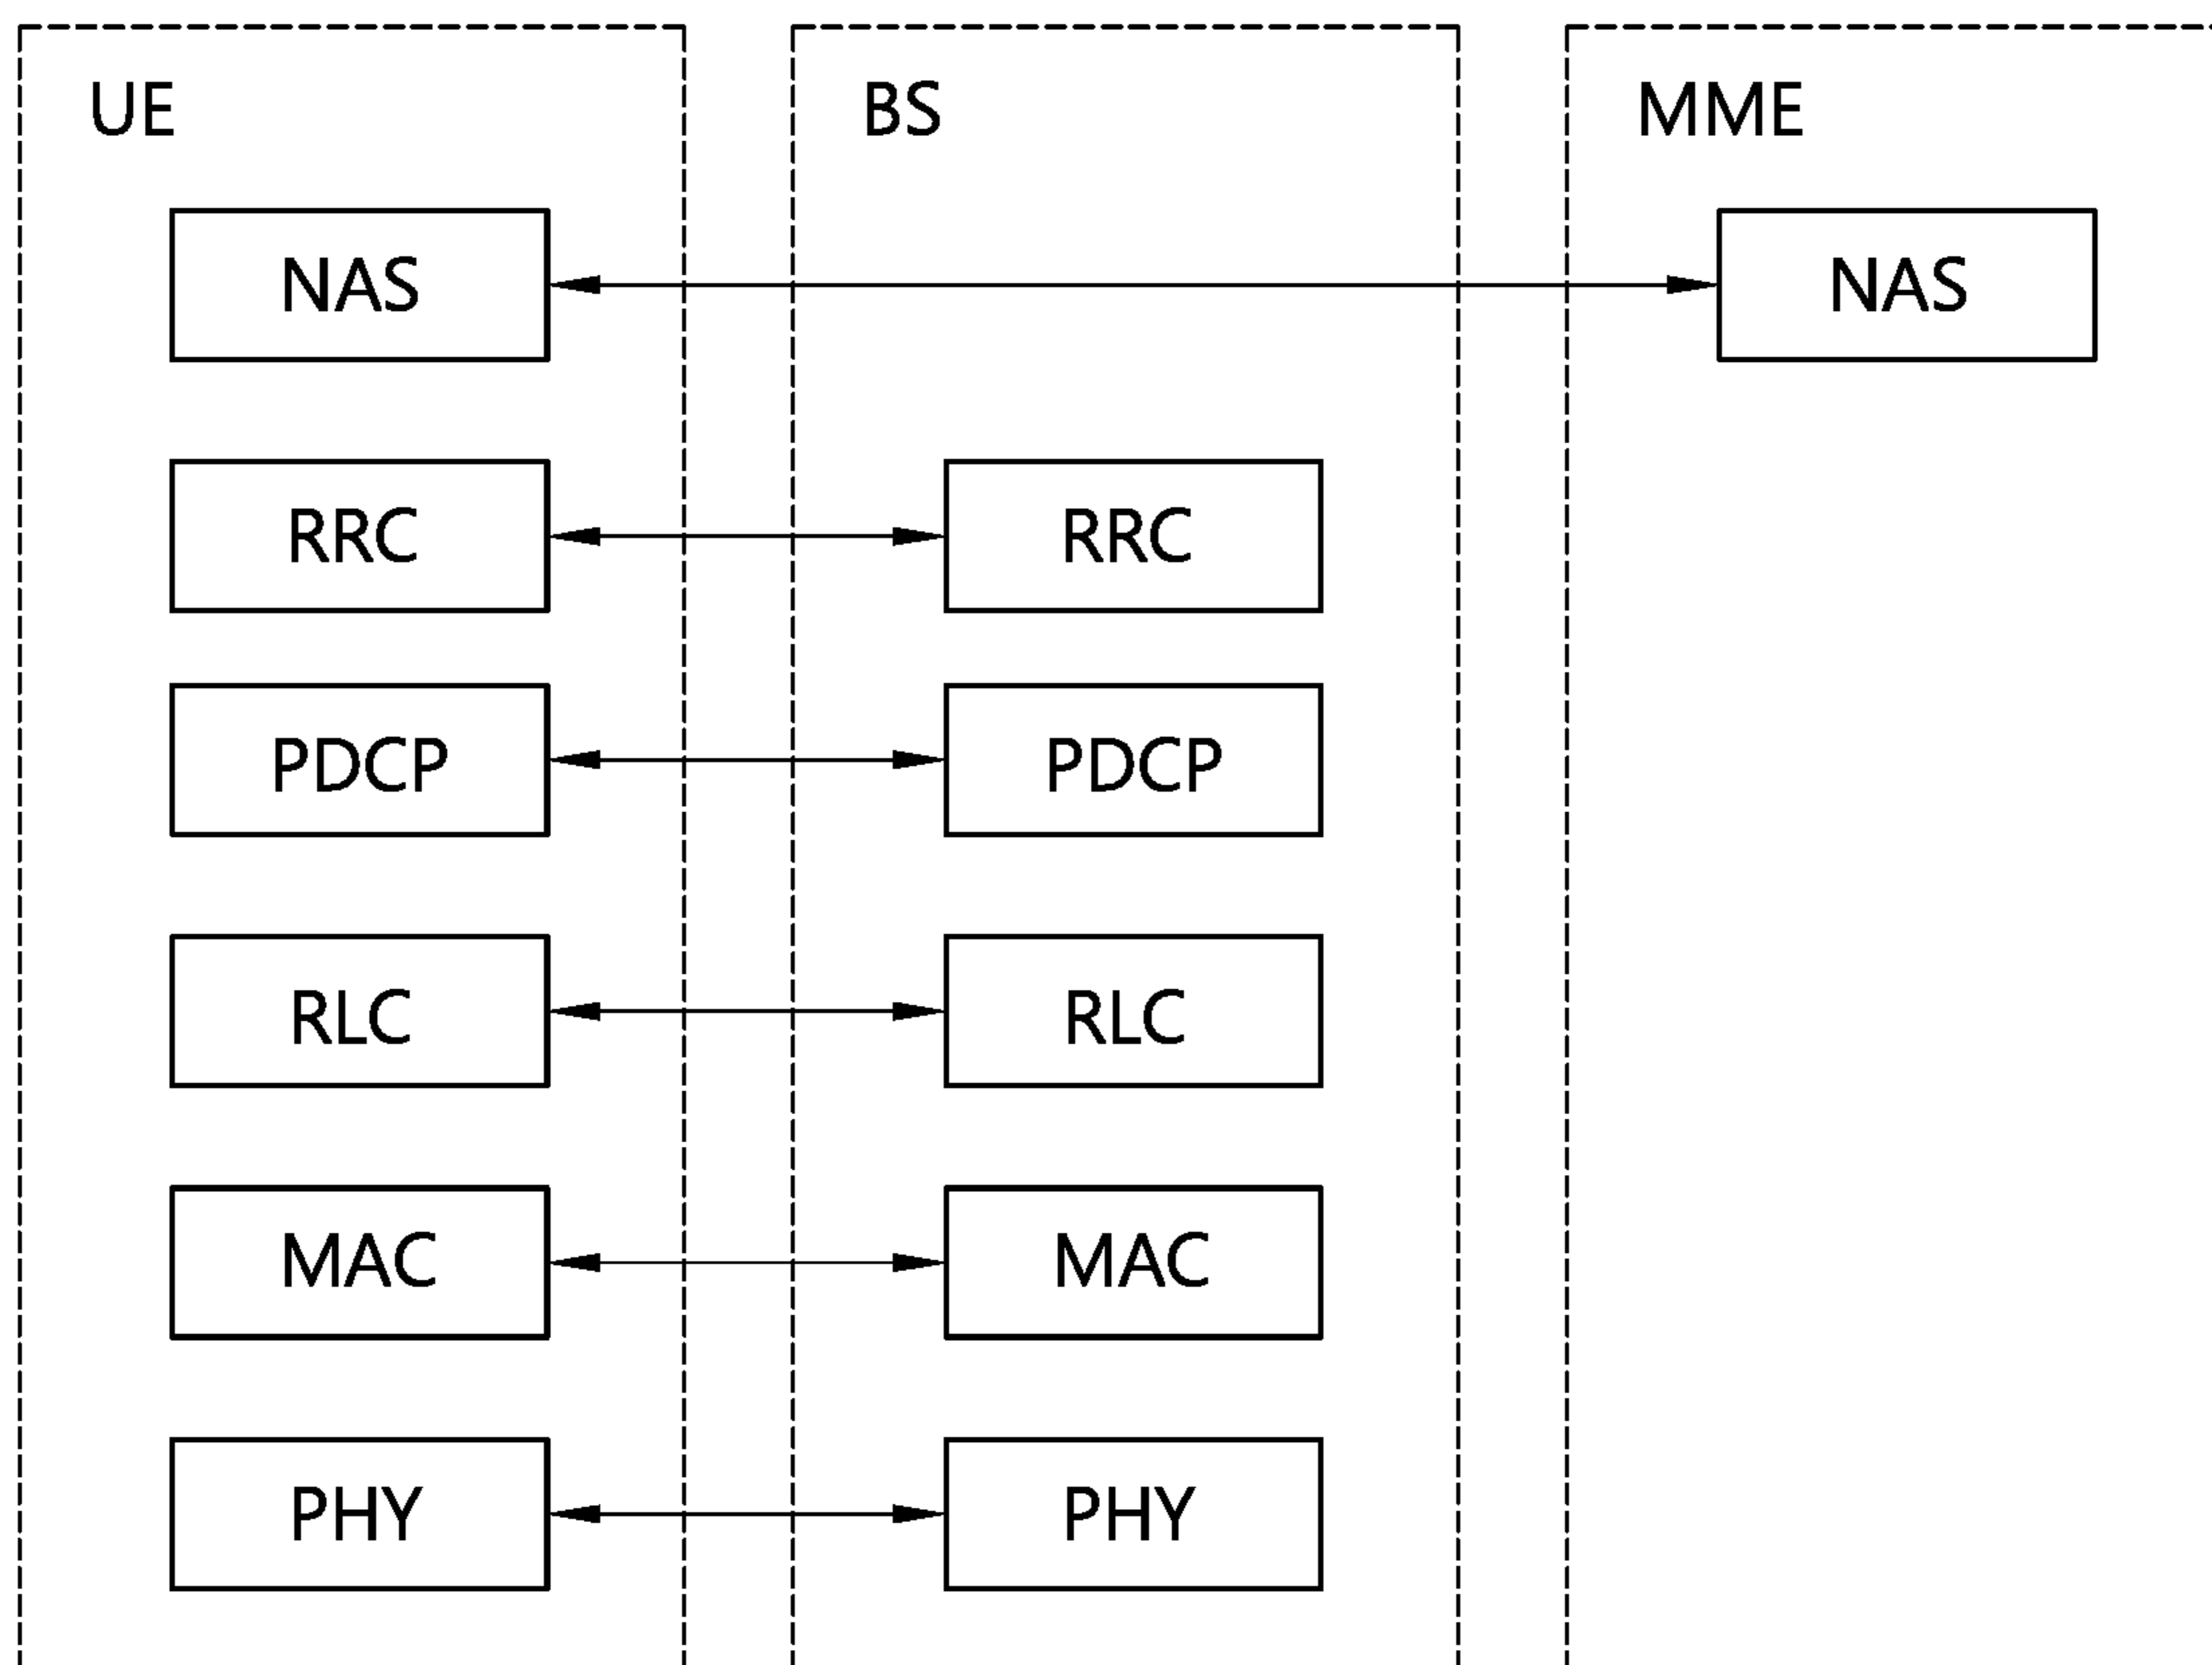 UE
BS
MME
NAS
NAS
RRC
RRC
PDCP
PDCP
RLC
RLC
MAC
MAC
PHY
PHY